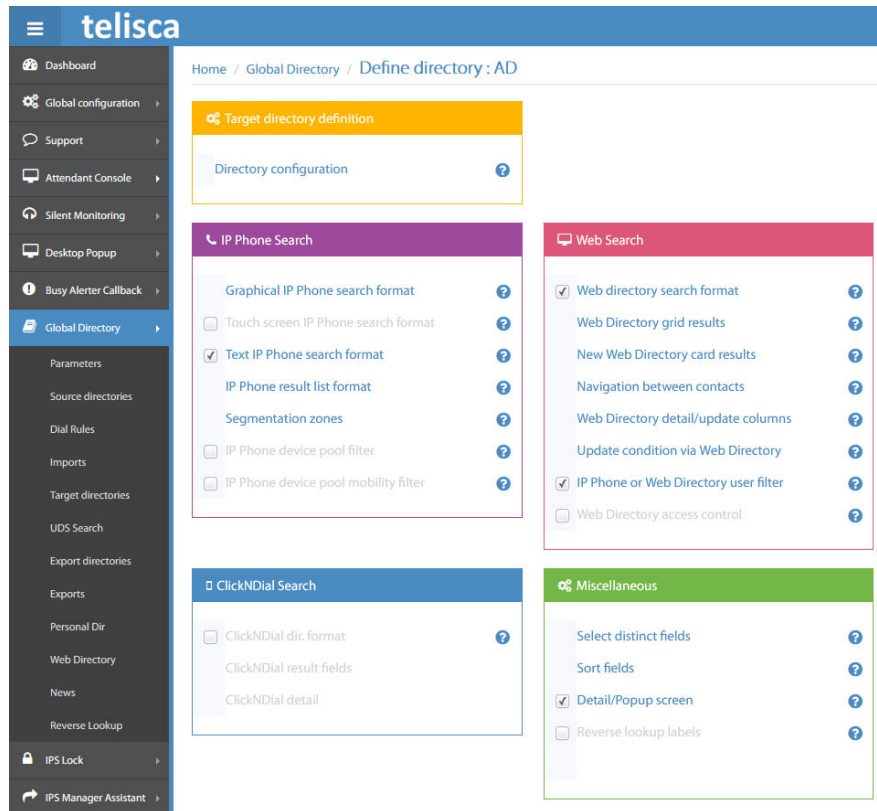 telisca
Dashboard
Global configuration
Support
Attendant Console
Silent Monitoring
Desktop Popup
Busy Alerter Callback
Global Directory
Parameters
Source directories
Dial Rules
Imports
Target directories
UDS Search
Export directories
Exports
Personal Dir
Web Directory
News
Reverse Lookup
IPS Lock
IPS Manager Assistant
Home / Global Directory / Define directory : AD
Target directory definition
Directory configuration
IP Phone Search
Graphical IP Phone search format
Touch screen IP Phone search format
Text IP Phone search format
IP Phone result list format
Segmentation zones
IP Phone device pool filter
IP Phone device pool mobility filter
Web Search
Web directory search format
Web Directory grid results
New Web Directory card results
Navigation between contacts
Web Directory detail/update columns
Update condition via Web Directory
IP Phone or Web Directory user filter
Web Directory access control
ClickNDial Search
ClickNDial dir. format
ClickNDial result fields
ClickNDial detail
Miscellaneous
Select distinct fields
Sort fields
Detail/Popup screen
Reverse lookup labels